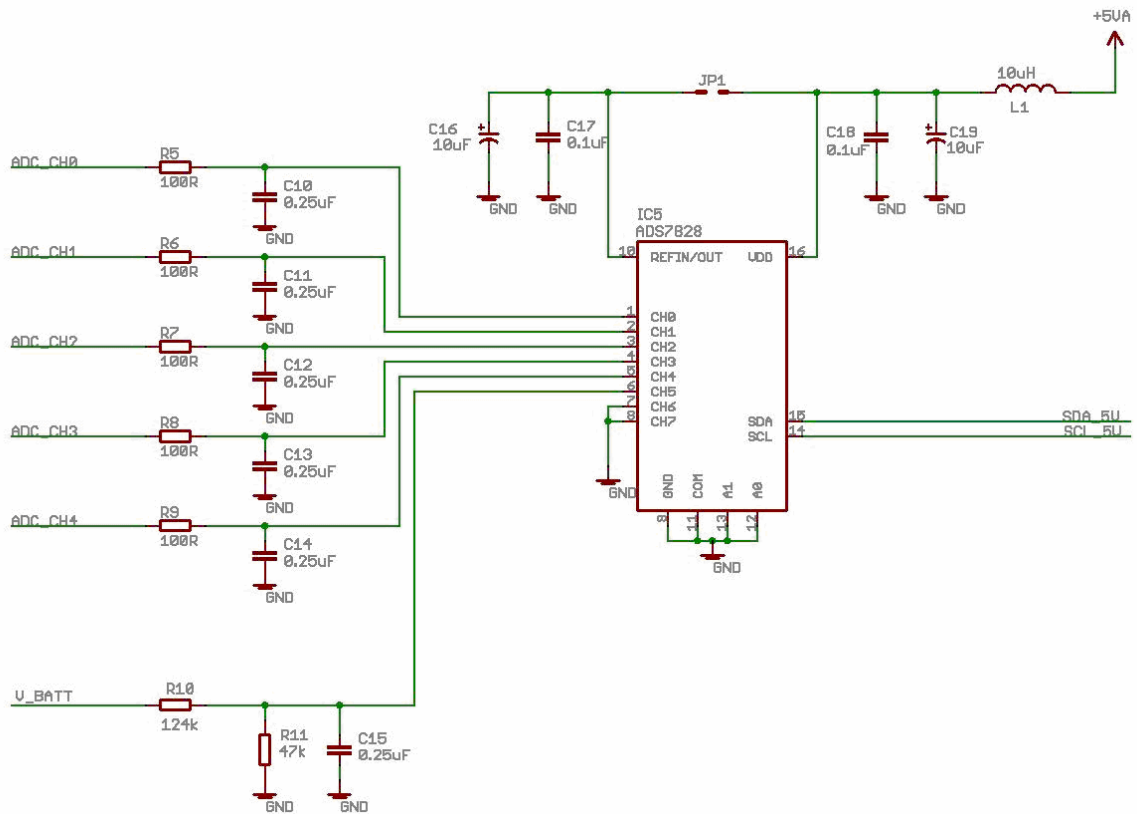 +5VA
10uH
JP1
L1
C16
10uF
C17
0.1uF
C18
0.1uF
C19
10uF
GND
GND
GND
GND
ADC_CH0
R5
100R
C10
0.25uF
GND
ADC_CH1
R6
100R
C11
0.25uF
GND
ADC_CH2
R7
100R
C12
0.25uF
GND
ADC_CH3
R8
100R
C13
0.25uF
GND
ADC_CH4
R9
100R
C14
0.25uF
GND
IC5
ADS7828
10 REFIN/OUT VDD 16
1 CH0
2 CH1
3 CH2
4 CH3
5 CH4
6 CH5
7 CH6
8 CH7
SDA 15 SDA_5V
SCL 14 SCL_5V
GND
GND COM A1 A0
9 11 13 12
GND
V_BATT
R10
124k
R11
47k
C15
0.25uF
GND
GND